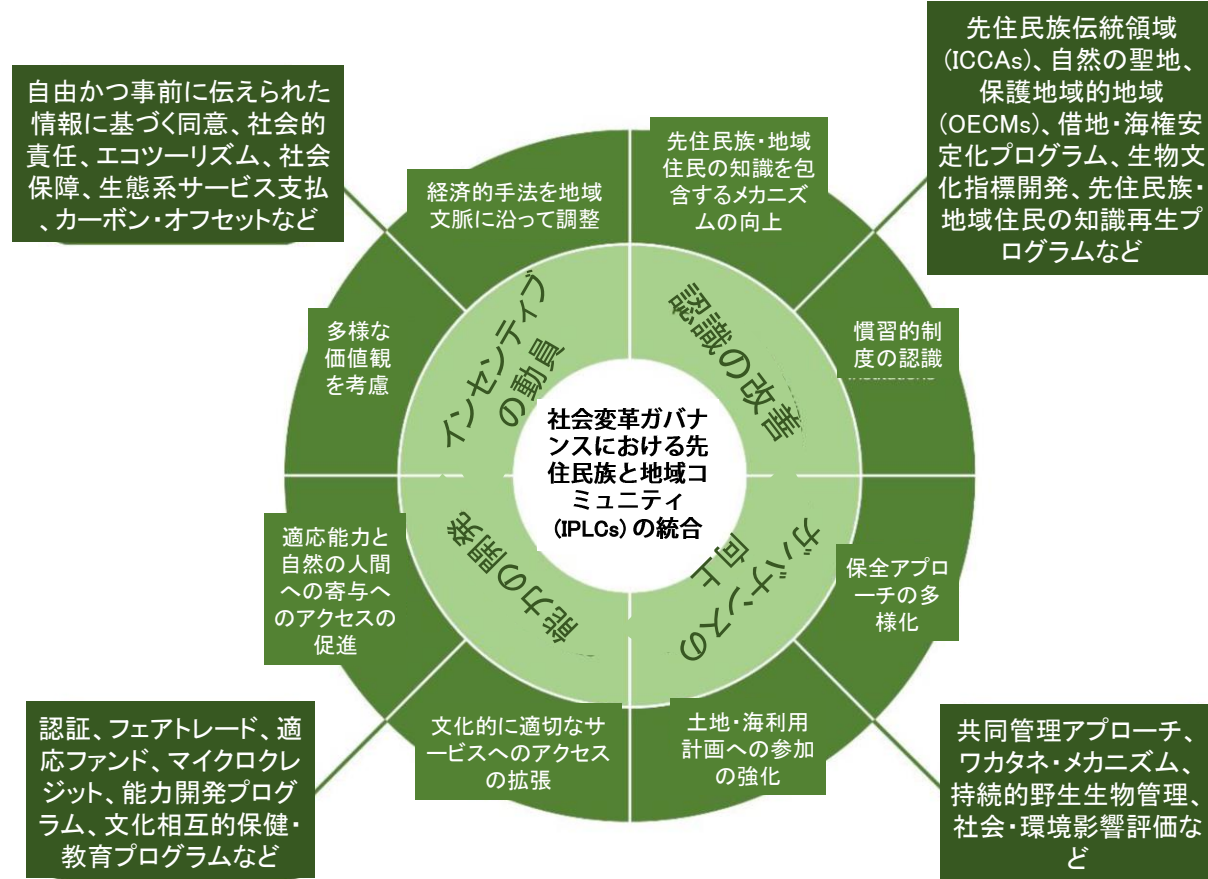 自由かつ事前に伝えられた
情報に基づく同意、社会的
責任、エコツーリズム、社会
保障、生態系サービス支払
、カーボン・オフセットなど
先住民族伝統領域
(ICCAs)、自然の聖地、
保護地域的地域
(OECMs)、借地・海権安
定化プログラム、生物文
化指標開発、先住民族・
地域住民の知識再生プ
ログラムなど
経済的手法を地域
文脈に沿って調整
先住民族・地域
住民の知識を包
含するメカニズ
ムの向上
多様な
価値観
を考慮
慣習的制
度の認識
インセンティブ
の動員
認識の改善
社会変革ガバナ
ンスにおける先
住民族と地域コ
ミュニティ
(IPLCs) の統合
能力の開発
ガバナンスの
向上
適応能力と
自然の人間
への寄与へ
のアクセスの
促進
保全アプロ
ーチの多
様化
文化的に適切なサ
ービスへのアクセス
の拡張
土地・海利用
計画への参加
の強化
認証、フェアトレード、適
応ファンド、マイクロクレ
ジット、能力開発プログ
ラム、文化相互的保健・
教育プログラムなど
共同管理アプローチ、
ワカタネ・メカニズム、
持続的野生生物管理、
社会・環境影響評価な
ど